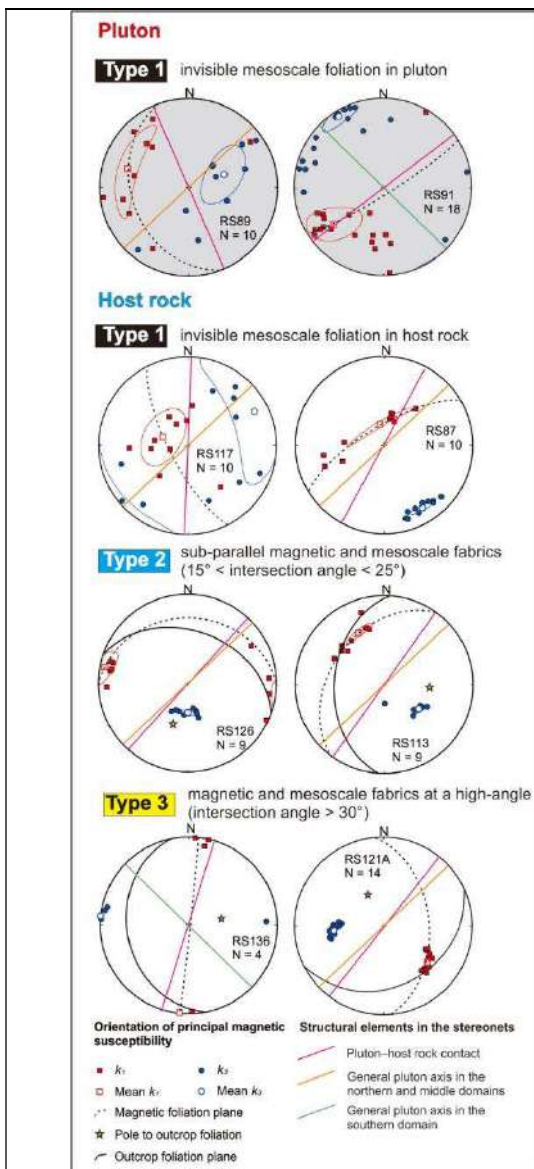 Pluton
Type 1 invisible mesoscale foliation in pluton
N
RS89
N = 10
RS91
N = 18
Host rock
Type 1 invisible mesoscale foliation in host rock
N
N
RS117
N = 10
RS87
N = 10
Type 2 sub-parallel magnetic and mesoscale fabrics
(15° < intersection angle < 25°)
N
N
RS126
N = 9
RS113
N = 9
Type 3 magnetic and mesoscale fabrics at a high-angle
(intersection angle > 30°)
N
N
RS136
N = 4
RS121A
N = 14
Orientation of principal magnetic
susceptibility
k₁
k₃
Mean k₁
Mean k₃
Magnetic foliation plane
Pole to outcrop foliation
Outcrop foliation plane
Structural elements in the stereonets
Pluton–host rock contact
General pluton axis in the
northern and middle domains
General pluton axis in the
southern domain